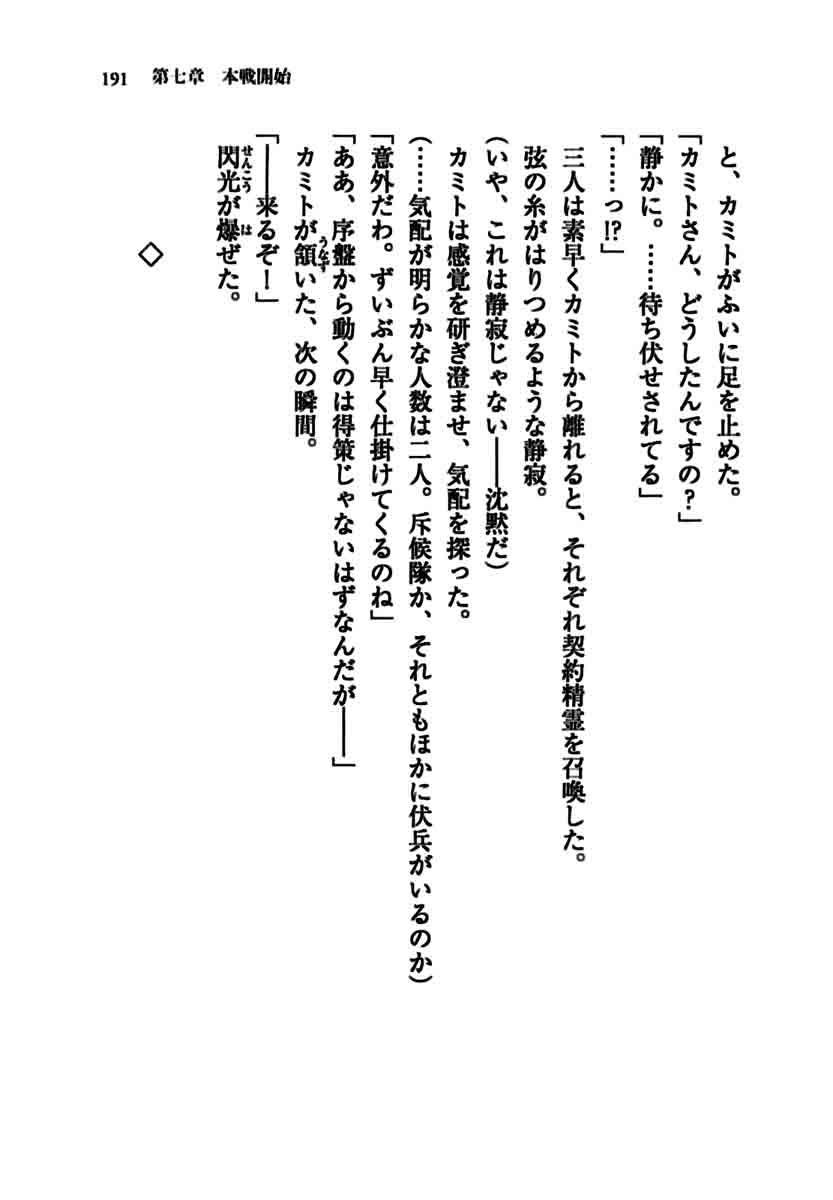 191 第七章 本戦開始
と、カミトがふいに足を止めた。
「カミトさん、どうしたんですの?」
「静かに。……待ち伏せされてる」
「……っ!?」
三人は素早くカミトから離れると、それぞれ契約精霊を召喚した。
弦の糸がはりつめるような静寂。
(いや、これは静寂じゃない――沈黙だ)
カミトは感覚を研ぎ澄ませ、気配を探った。
(……気配が明らかな人数は二人。斥候隊か、それともほかに伏兵がいるのか)
「意外だわ。ずいぶん早く仕掛けてくるのね」
「ああ、序盤から動くのは得策じゃないはずなんだが――」
カミトが頷いた、次の瞬間。
うなず
「――来るぞ!」
閃光が爆ぜた。
せんこう は
◇